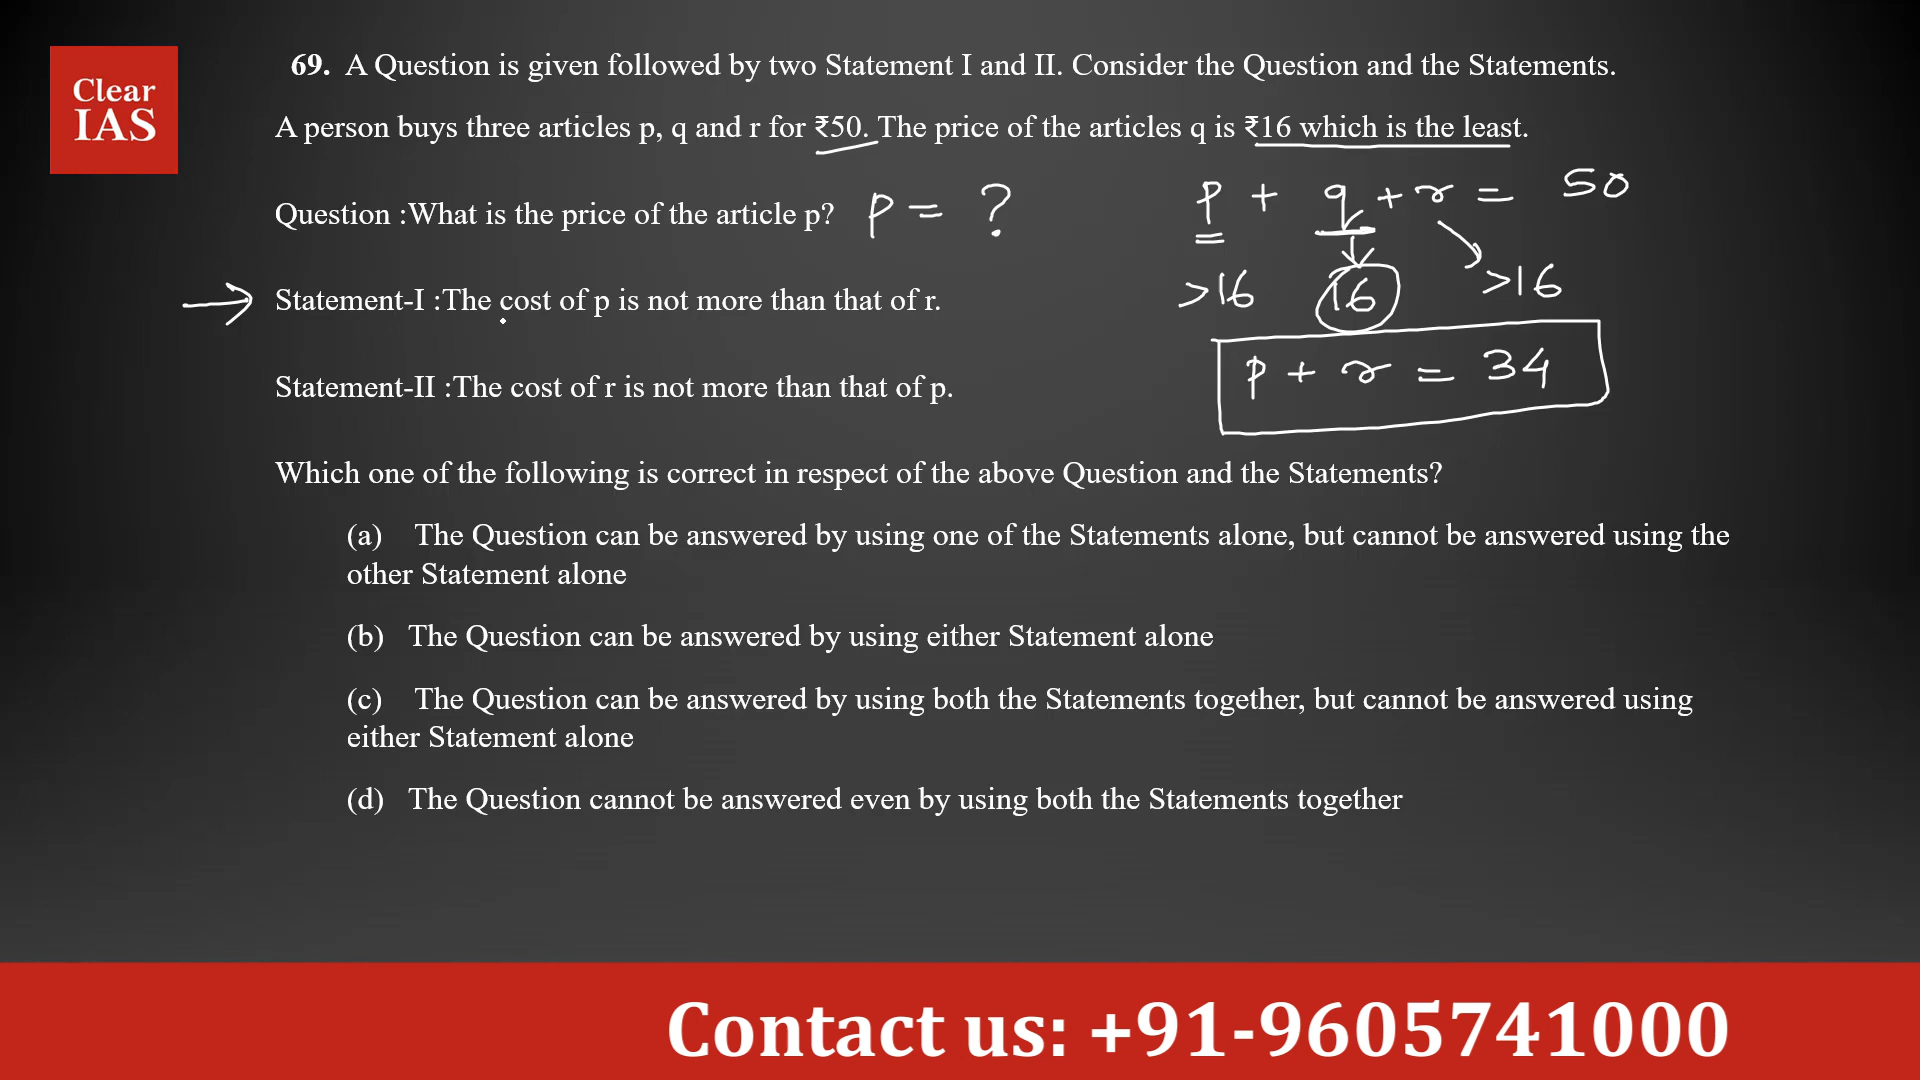 Clear
IAS
69. A Question is given followed by two Statement I and II. Consider the Question and the Statements.
A person buys three articles p, q and r for ₹50. The price of the articles q is ₹16 which is the least.
p + q + r = 50
Question :What is the price of the article p? p = ?
>16 16 >16
Statement-I :The cost of p is not more than that of r.
p + r = 34
Statement-II :The cost of r is not more than that of p.
Which one of the following is correct in respect of the above Question and the Statements?
(a) The Question can be answered by using one of the Statements alone, but cannot be answered using the
other Statement alone
(b) The Question can be answered by using either Statement alone
(c) The Question can be answered by using both the Statements together, but cannot be answered using
either Statement alone
(d) The Question cannot be answered even by using both the Statements together
Contact us: +91-9605741000